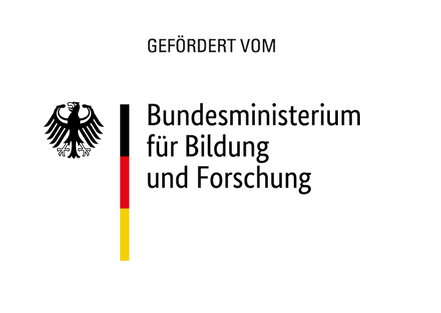 GEFÖRDERT VOM
Bundesministerium
für Bildung
und Forschung